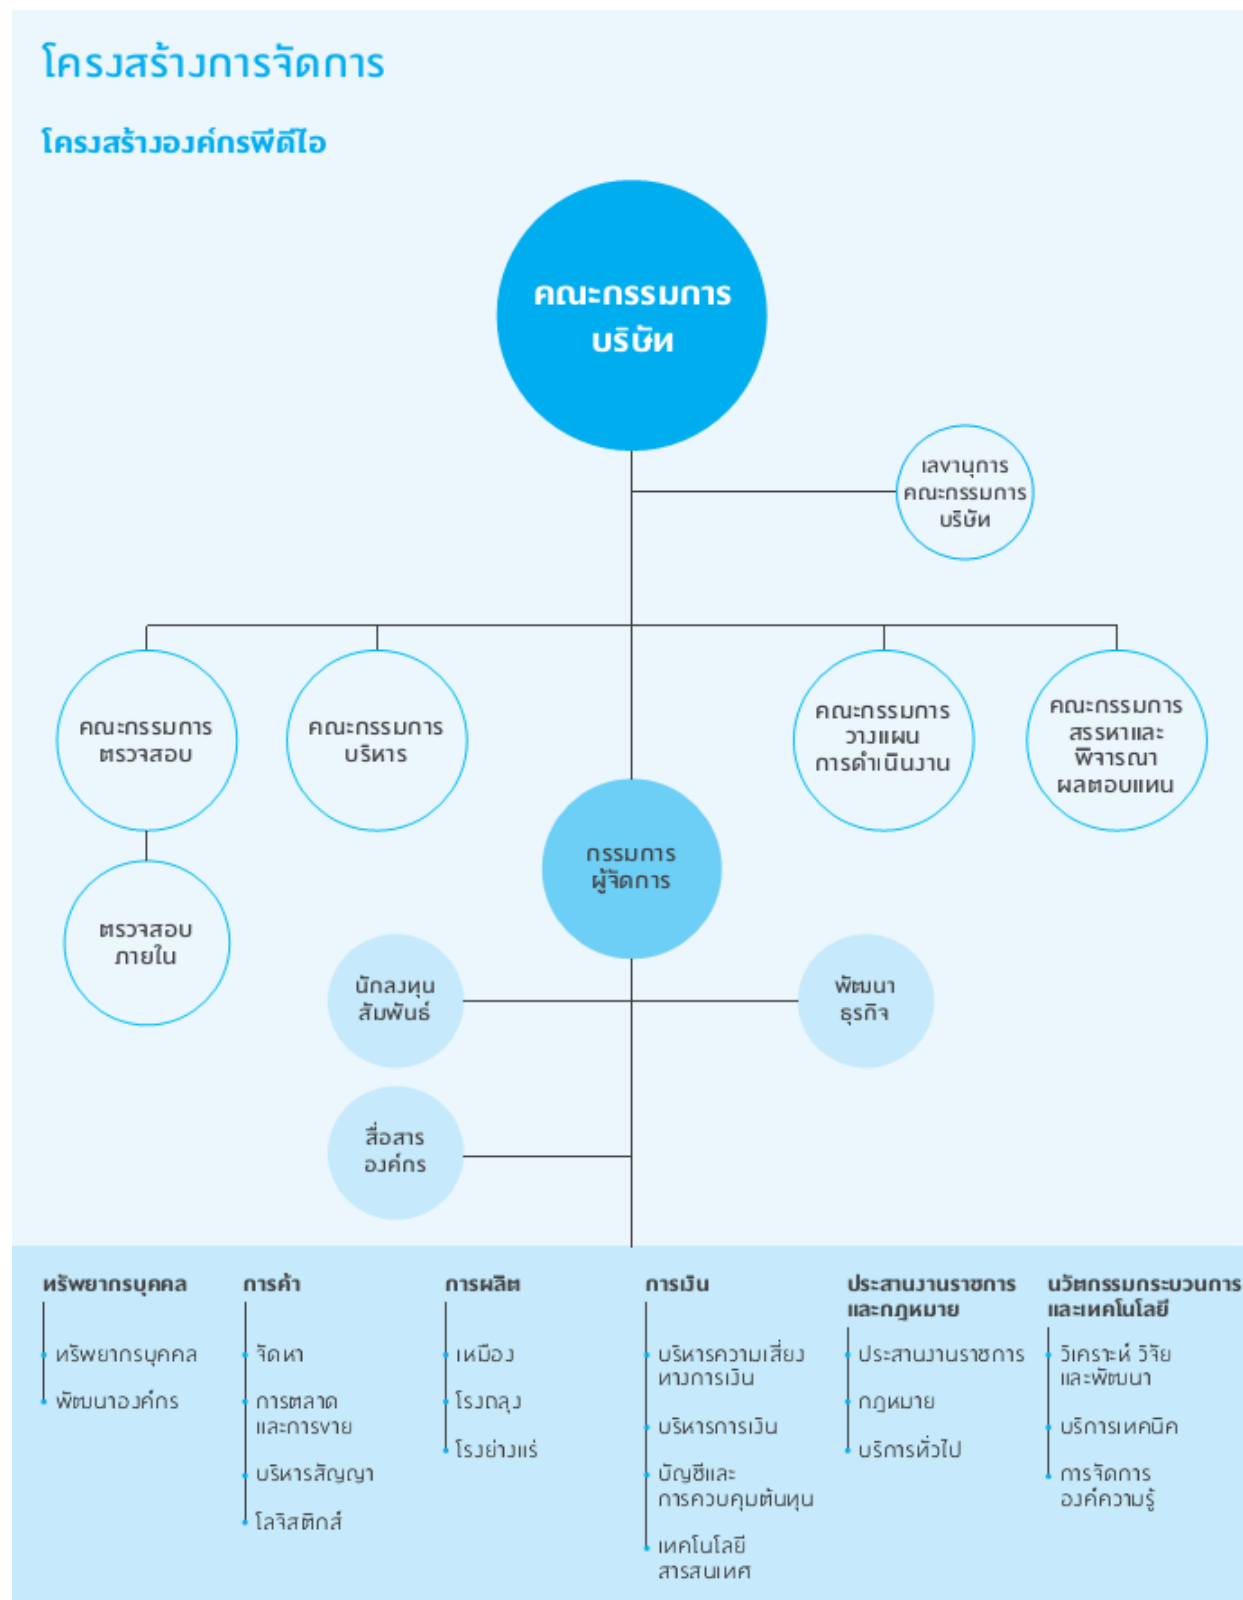 โครงสร้างการจัดการ
โครงสร้างองค์กรพีดีไอ
คณะกรรมการ
บริษัท
เลขานุการ
คณะกรรมการ
บริษัท
คณะกรรมการ
ตรวจสอบ
คณะกรรมการ
บริหาร
คณะกรรมการ
วางแผน
การดำเนินงาน
คณะกรรมการ
สรรหาและ
พิจารณา
ผลตอบแทน
กรรมการ
ผู้จัดการ
ตรวจสอบ
ภายใน
นักลงทุน
สัมพันธ์
พัฒนา
ธุรกิจ
สื่อสาร
องค์กร
ทรัพยากรบุคคล
ทรัพยากรบุคคล
พัฒนาองค์กร
การค้า
จัดหา
การตลาด
และการขาย
บริหารสัญญา
โลจิสติกส์
การผลิต
เหมือง
โรงถลุง
โรงย่างแร่
การเงิน
บริหารความเสี่ยง
ทางการเงิน
บริหารการเงิน
บัญชีและ
การควบคุมต้นทุน
เทคโนโลยี
สารสนเทศ
ประสานงานราชการ
และกฎหมาย
ประสานงานราชการ
กฎหมาย
บริการทั่วไป
นวัตกรรมกระบวนการ
และเทคโนโลยี
วิเคราะห์ วิจัย
และพัฒนา
บริการเทคนิค
การจัดการ
องค์ความรู้